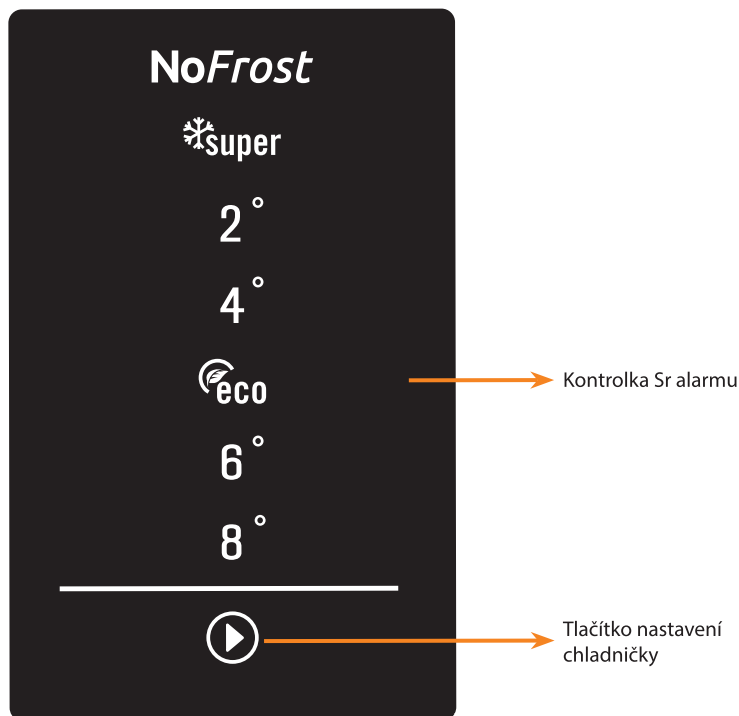 NoFrost
super
2°
4°
eco
Kontrolka Sr alarmu
6°
8°
Tlačítko nastavení
chladničky